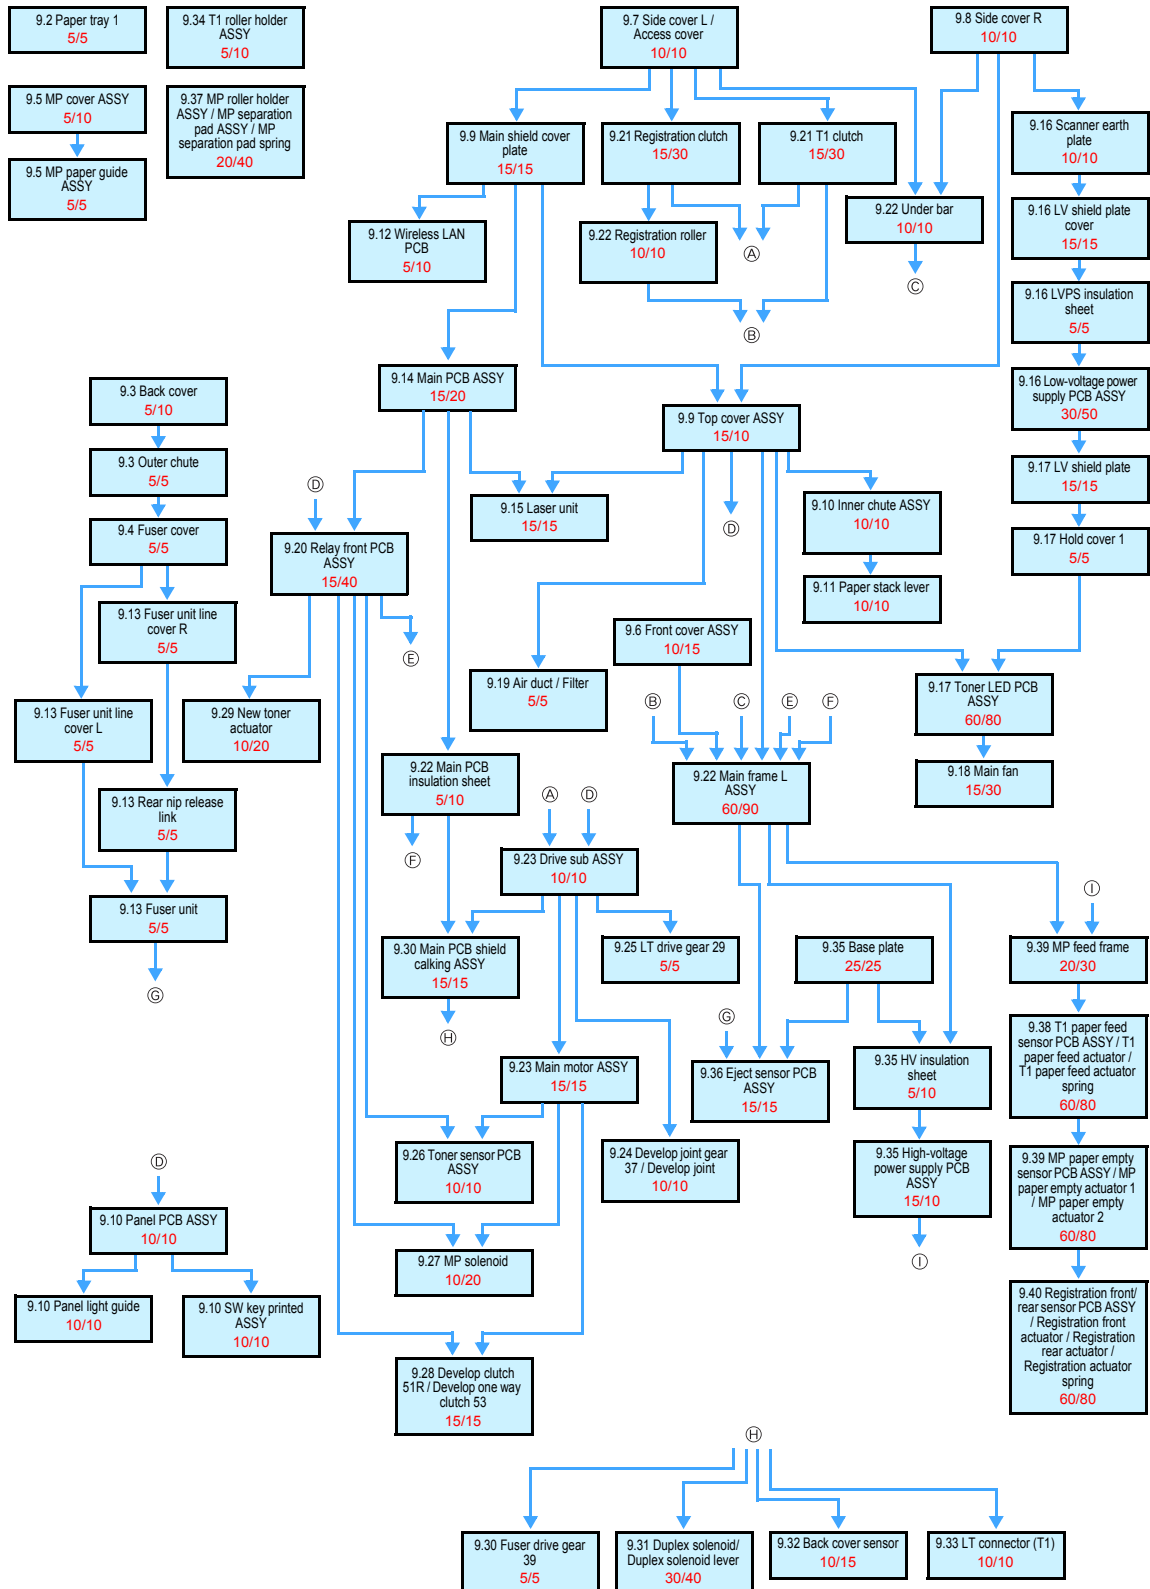 9.2 Paper tray 1
5/5
9.34 T1 roller holder
ASSY
5/10
9.7 Side cover L /
Access cover
10/10
9.8 Side cover R
10/10
9.5 MP cover ASSY
5/10
9.37 MP roller holder
ASSY / MP separation
pad ASSY / MP
separation pad spring
20/40
9.9 Main shield cover
plate
15/15
9.21 Registration clutch
15/30
9.21 T1 clutch
15/30
9.16 Scanner earth
plate
10/10
9.5 MP paper guide
ASSY
5/5
9.12 Wireless LAN
PCB
5/10
9.22 Registration roller
10/10
A
9.22 Under bar
10/10
9.16 LV shield plate
cover
15/15
C
B
9.16 LVPS insulation
sheet
5/5
9.14 Main PCB ASSY
15/20
9.16 Low-voltage power
supply PCB ASSY
30/50
9.3 Back cover
5/10
9.9 Top cover ASSY
15/10
9.3 Outer chute
5/5
9.17 LV shield plate
15/15
D
9.15 Laser unit
15/15
D
9.10 Inner chute ASSY
10/10
9.4 Fuser cover
5/5
9.20 Relay front PCB
ASSY
15/40
9.17 Hold cover 1
5/5
9.11 Paper stack lever
10/10
9.13 Fuser unit line
cover R
5/5
E
9.6 Front cover ASSY
10/15
9.19 Air duct / Filter
5/5
9.17 Toner LED PCB
ASSY
60/80
9.13 Fuser unit line
cover L
5/5
9.29 New toner
actuator
10/20
B
C
E
F
9.22 Main PCB
insulation sheet
5/10
9.22 Main frame L
ASSY
60/90
9.18 Main fan
15/30
9.13 Rear nip release
link
5/5
A
D
F
9.23 Drive sub ASSY
10/10
I
9.13 Fuser unit
5/5
9.30 Main PCB shield
calking ASSY
15/15
9.25 LT drive gear 29
5/5
9.35 Base plate
25/25
9.39 MP feed frame
20/30
G
H
G
9.38 T1 paper feed
sensor PCB ASSY / T1
paper feed actuator /
T1 paper feed actuator
spring
60/80
9.23 Main motor ASSY
15/15
9.36 Eject sensor PCB
ASSY
15/15
9.35 HV insulation
sheet
5/10
9.26 Toner sensor PCB
ASSY
10/10
9.24 Develop joint gear
37 / Develop joint
10/10
9.35 High-voltage
power supply PCB
ASSY
15/10
9.39 MP paper empty
sensor PCB ASSY / MP
paper empty actuator 1
/ MP paper empty
actuator 2
60/80
D
9.10 Panel PCB ASSY
10/10
9.27 MP solenoid
10/20
I
9.10 Panel light guide
10/10
9.10 SW key printed
ASSY
10/10
9.40 Registration front/
rear sensor PCB ASSY
/ Registration front
actuator / Registration
rear actuator /
Registration actuator
spring
60/80
9.28 Develop clutch
51R / Develop one way
clutch 53
15/15
H
9.30 Fuser drive gear
39
5/5
9.31 Duplex solenoid/
Duplex solenoid lever
30/40
9.32 Back cover sensor
10/15
9.33 LT connector (T1)
10/10